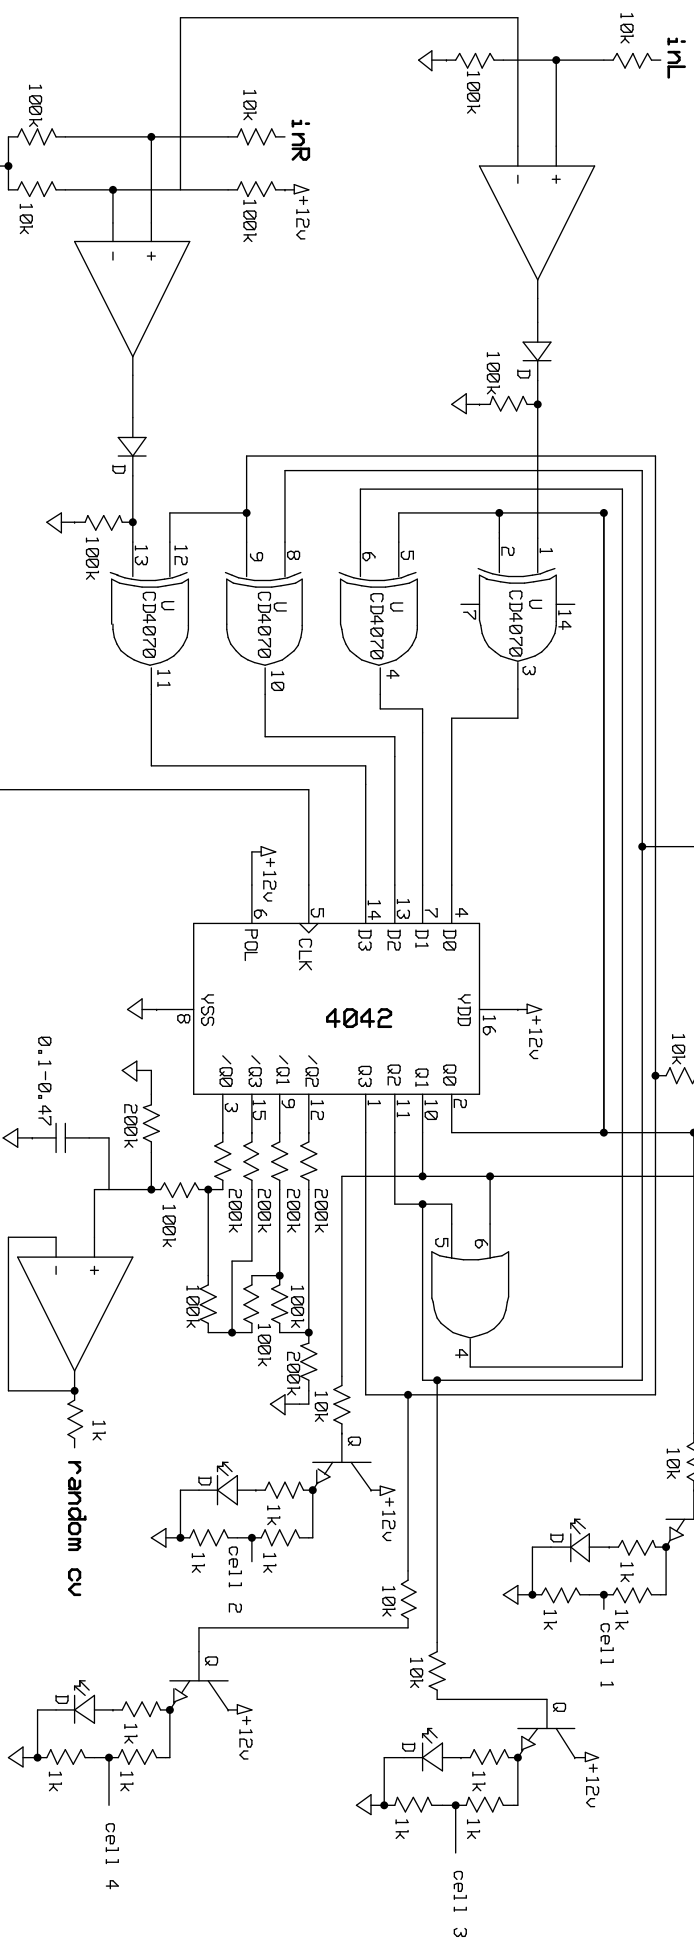 inL
10k
100k
inR
10k
100k
+12v
100k
10k
-
+
-
+
D
100k
D
100k
1
2
U
CD4070
14
7
3
5
6
U
CD4070
4
8
9
U
CD4070
10
12
13
U
CD4070
11
+12v
6
POL
5
CLK
14
D3
13
D2
7
D1
4
D0
4042
VDD
16
+12v
VSS
8
10k
Q0
2
Q1
10
Q2
11
Q3
1
/Q2
12
/Q1
9
/Q3
15
/Q0
3
200k
200k
200k
200k
100k
100k
100k
200k
100k
200k
0.1-0.47
-
+
1k
random cv
6
5
4
10k
Q
+12v
D
1k
1k
1k
cell 2
10k
D
1k
1k
1k
cell 1
10k
Q
+12v
D
1k
1k
1k
cell 4
10k
Q
+12v
D
1k
1k
1k
cell 3